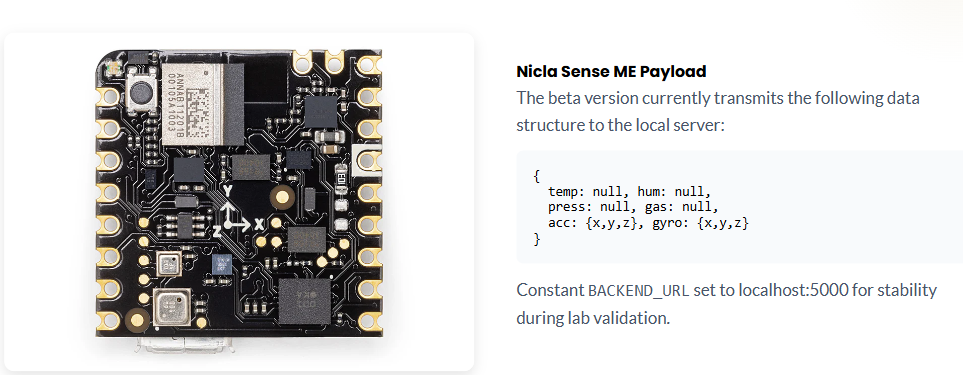 ANNAB11201B
00105A5003
Y
X
Z
Nicla Sense ME Payload
The beta version currently transmits the following data
structure to the local server:
{
temp: null, hum: null,
press: null, gas: null,
acc: {x,y,z}, gyro: {x,y,z}
}
Constant BACKEND_URL set to localhost:5000 for stability
during lab validation.